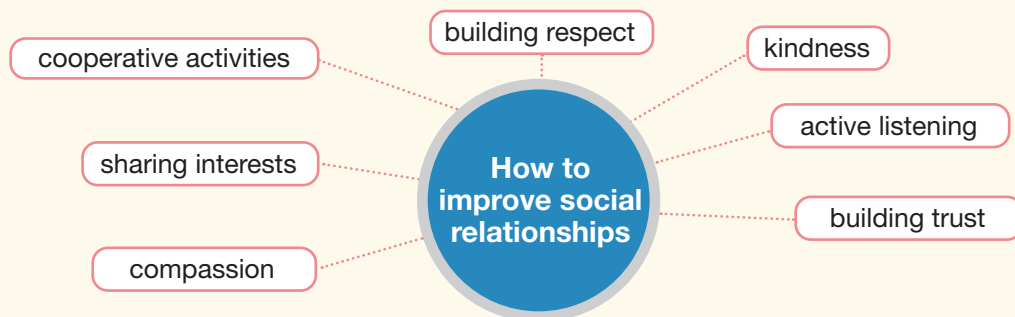 building respect
cooperative activities
kindness
active listening
sharing interests
How to
improve social
relationships
building trust
compassion